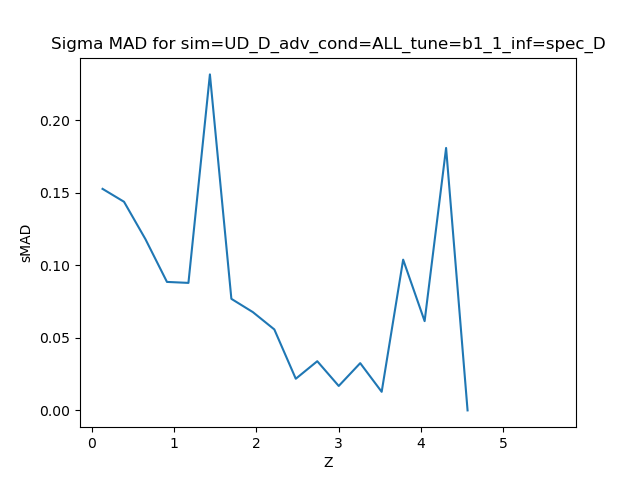 Sigma MAD for sim=UD_D_adv_cond=ALL_tune=b1_1_inf=spec_D
0.20
0.15
0.10
0.05
0.00
sMAD
0 1 2 3 4 5
Z